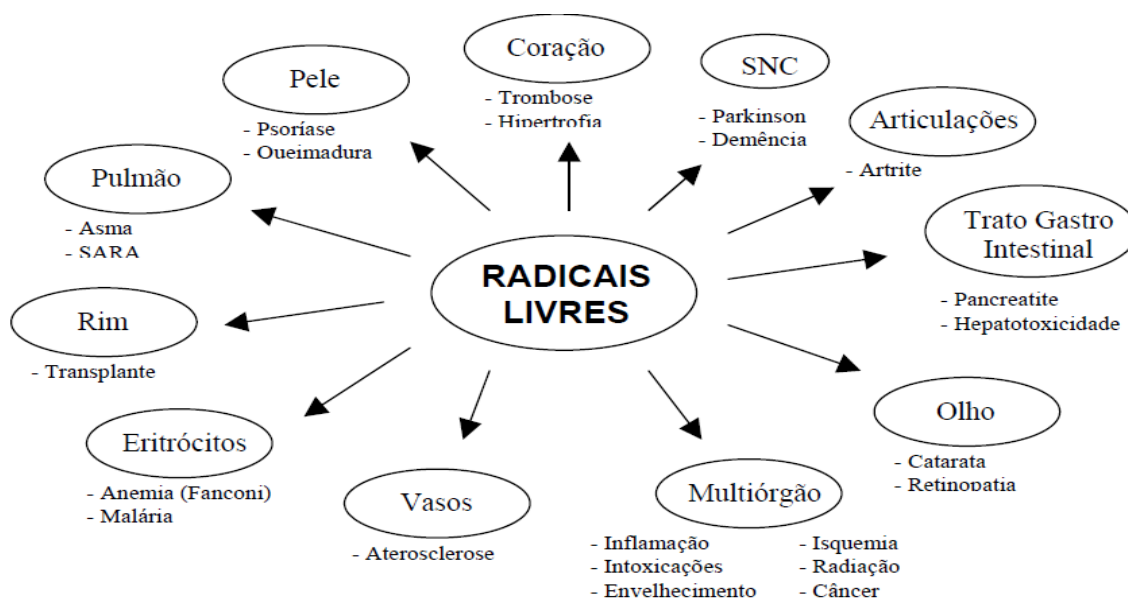 Coração
- Trombose
- Hipertrofia
SNC
- Parkinson
- Demência
Pele
- Psoríase
- Queimadura
Articulações
- Artrite
Pulmão
- Asma
- SARA
Trato Gastro
Intestinal
- Pancreatite
- Hepatotoxicidade
RADICAIS
LIVRES
Rim
- Transplante
Olho
- Catarata
- Retinopatia
Eritrócitos
- Anemia (Fanconi)
- Malária
Vasos
- Aterosclerose
Multiórgão
- Inflamação
- Intoxicações
- Envelhecimento
- Isquemia
- Radiação
- Câncer